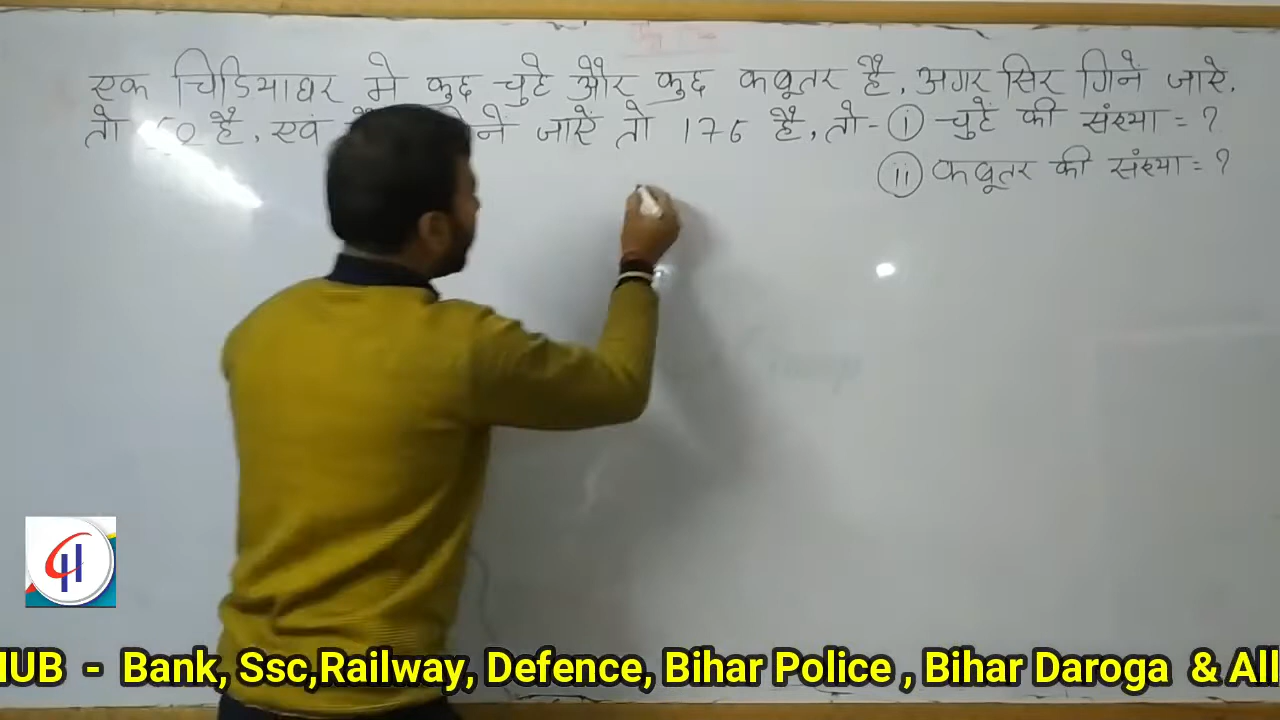 एक चिडियाघर मे कुछ चुहे और कुछ कबूतर है, अगर सिर गिनें जाऐं,
तो है, एवं जाऐं तो 176 है, तो- (i) चुहें की संख्या = ?
(ii) कबूतर की संख्या = ?
HUB - Bank, Ssc,Railway, Defence, Bihar Police , Bihar Daroga & All